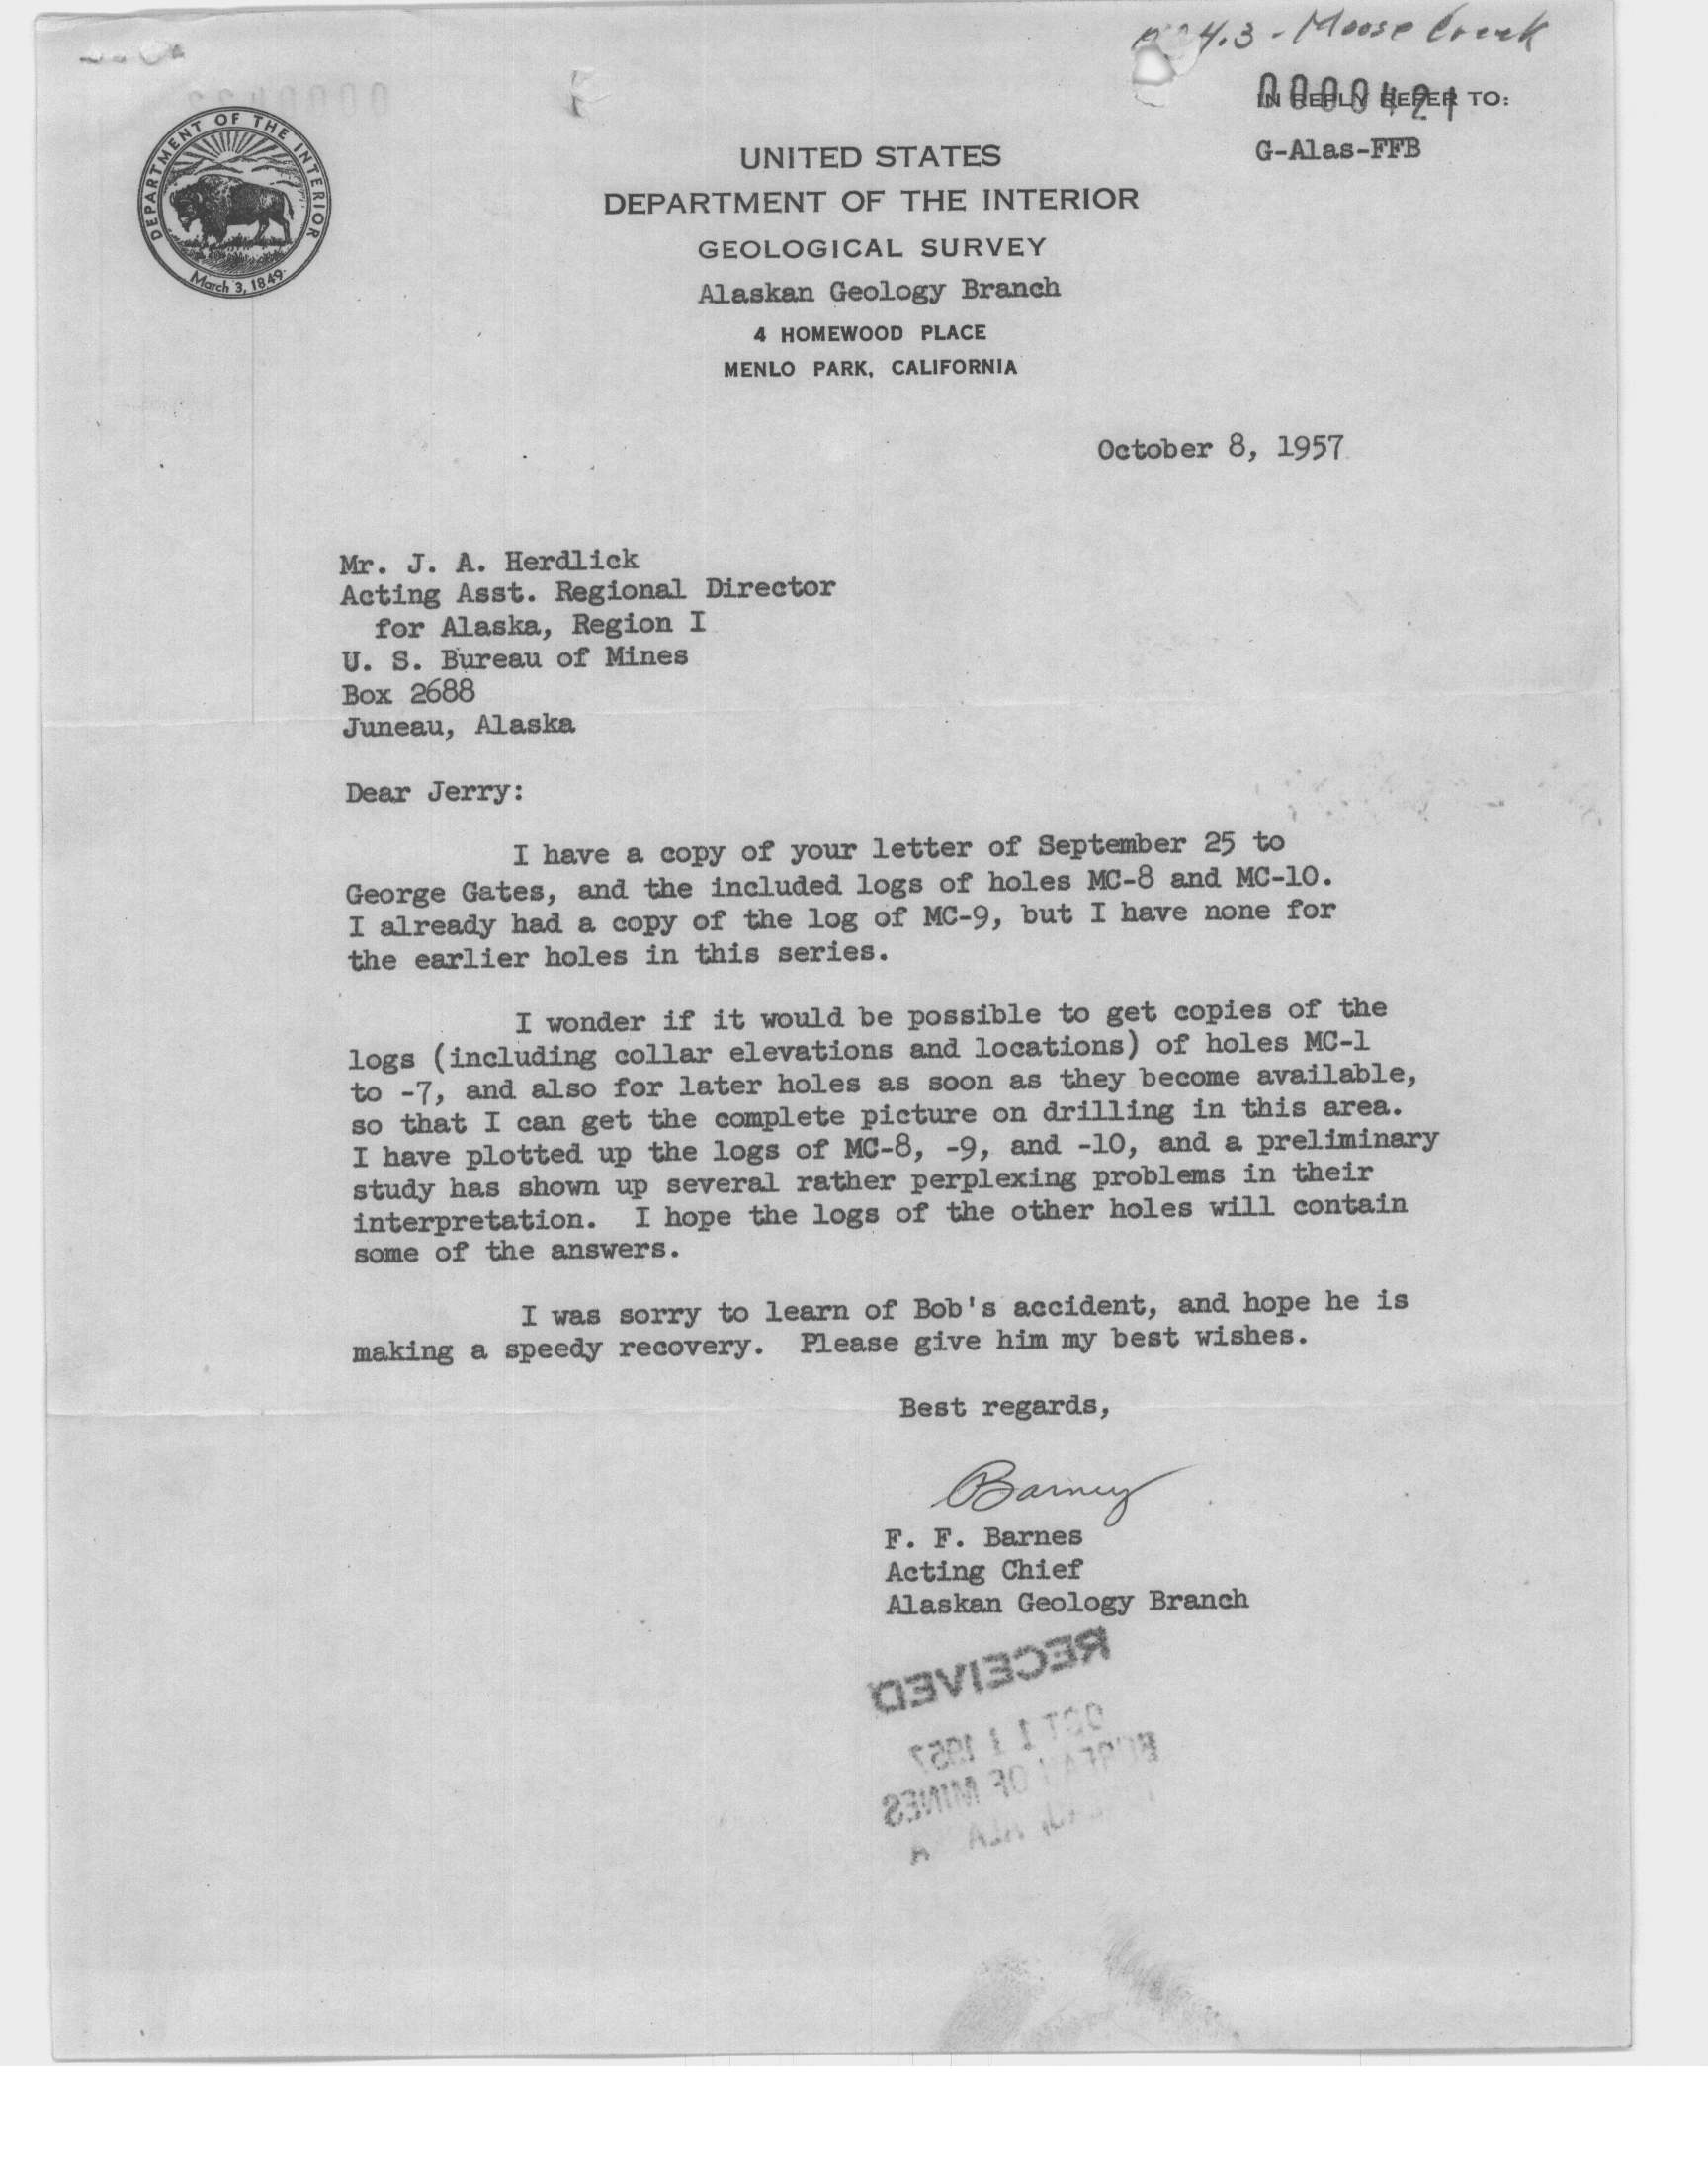 4.3 - Moose Creek
0000421
IN REPLY REFER TO:
G-Alas-FFB
DEPARTMENT OF THE INTERIOR
March 3, 1849
UNITED STATES
DEPARTMENT OF THE INTERIOR
GEOLOGICAL SURVEY
Alaskan Geology Branch
4 HOMEWOOD PLACE
MENLO PARK, CALIFORNIA
October 8, 1957
Mr. J. A. Herdlick
Acting Asst. Regional Director
for Alaska, Region I
U. S. Bureau of Mines
Box 2688
Juneau, Alaska
Dear Jerry:
I have a copy of your letter of September 25 to
George Gates, and the included logs of holes MC-8 and MC-10.
I already had a copy of the log of MC-9, but I have none for
the earlier holes in this series.
I wonder if it would be possible to get copies of the
logs (including collar elevations and locations) of holes MC-1
to -7, and also for later holes as soon as they become available,
so that I can get the complete picture on drilling in this area.
I have plotted up the logs of MC-8, -9, and -10, and a preliminary
study has shown up several rather perplexing problems in their
interpretation. I hope the logs of the other holes will contain
some of the answers.
I was sorry to learn of Bob's accident, and hope he is
making a speedy recovery. Please give him my best wishes.
Best regards,
Barney
F. F. Barnes
Acting Chief
Alaskan Geology Branch
RECEIVED
OCT 11 1957
BUREAU OF MINES